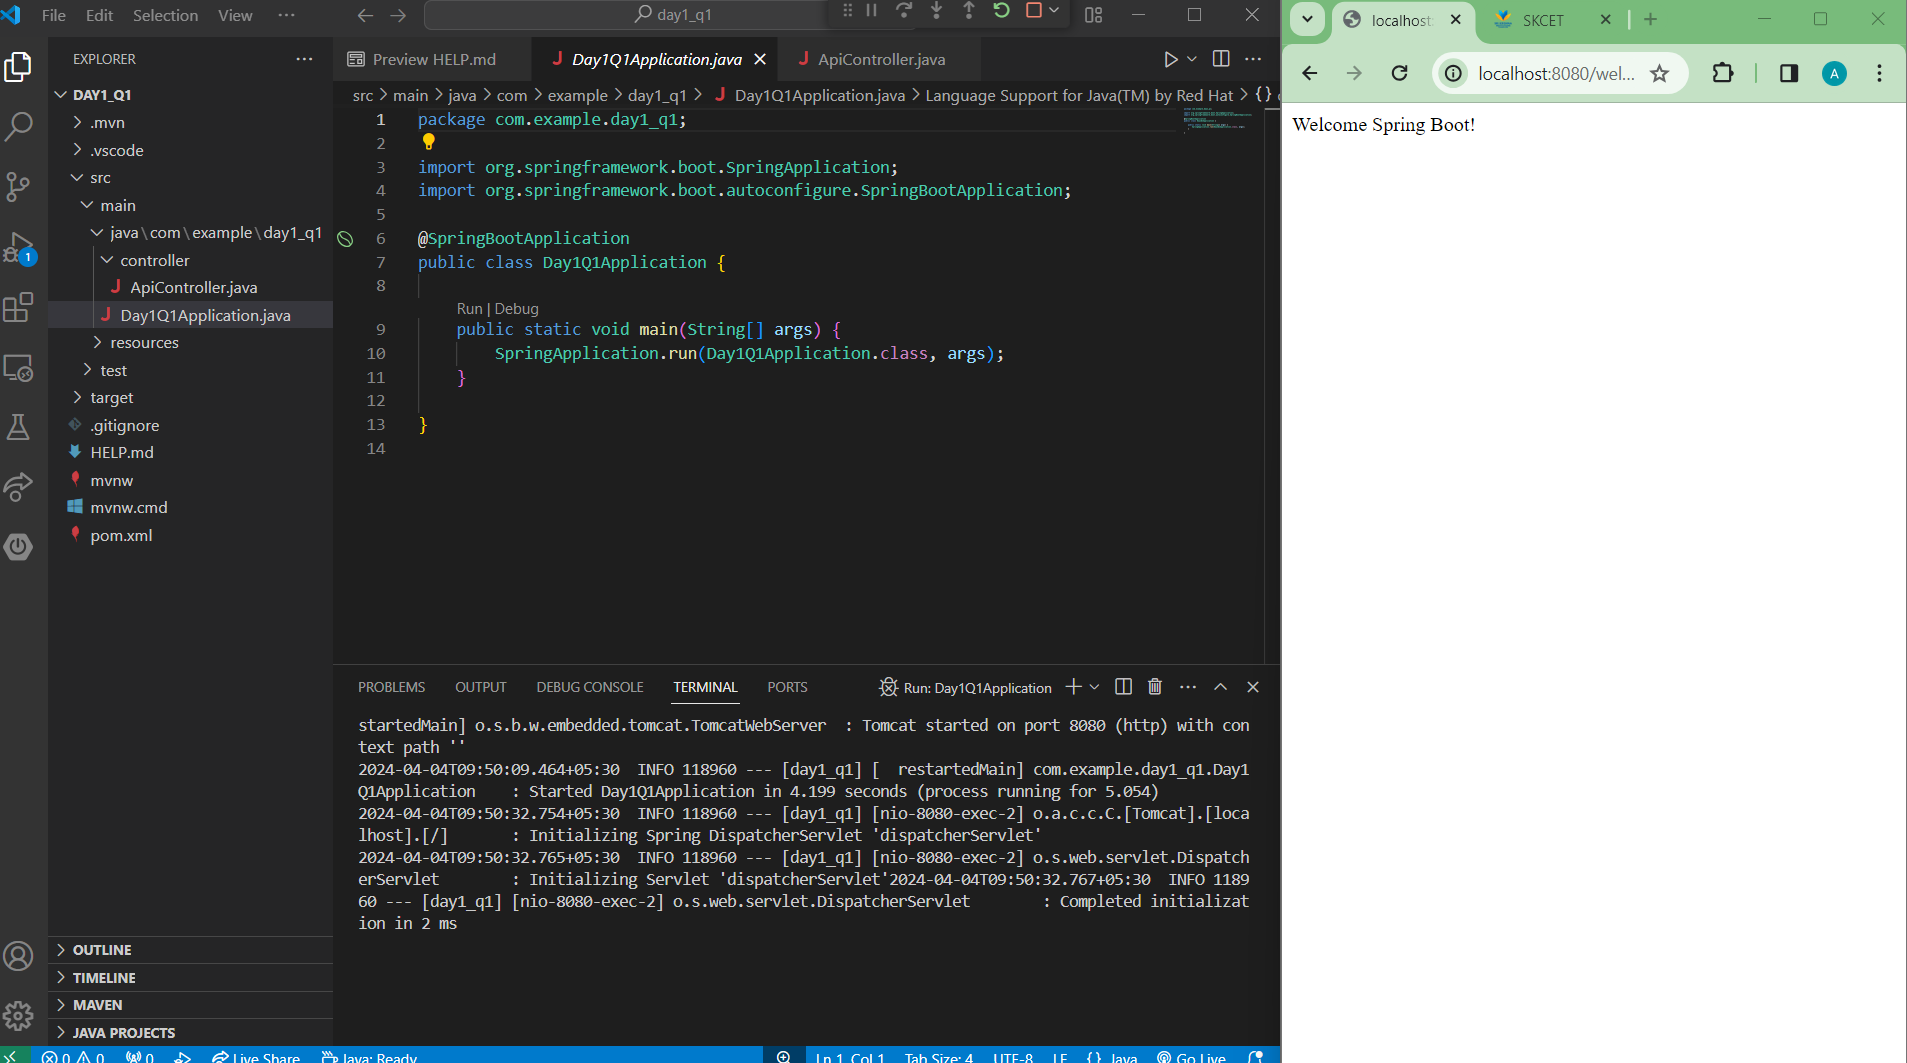 File Edit Selection View ··· day1_q1
EXPLORER ···
DAY1_Q1
.mvn
.vscode
src
main
java\com\example\day1_q1
controller
ApiController.java
Day1Q1Application.java
resources
test
target
.gitignore
HELP.md
mvnw
mvnw.cmd
pom.xml
OUTLINE
TIMELINE
MAVEN
JAVA PROJECTS
1
Preview HELP.md Day1Q1Application.java ApiController.java
src > main > java > com > example > day1_q1 > Day1Q1Application.java > Language Support for Java(TM) by Red Hat > {}
1 package com.example.day1_q1;
2
3 import org.springframework.boot.SpringApplication;
4 import org.springframework.boot.autoconfigure.SpringBootApplication;
5
6 @SpringBootApplication
7 public class Day1Q1Application {
8
Run | Debug
9 public static void main(String[] args) {
10 SpringApplication.run(Day1Q1Application.class, args);
11 }
12
13 }
14
PROBLEMS OUTPUT DEBUG CONSOLE TERMINAL PORTS Run: Day1Q1Application
startedMain] o.s.b.w.embedded.tomcat.TomcatWebServer : Tomcat started on port 8080 (http) with con
text path ''
2024-04-04T09:50:09.464+05:30 INFO 118960 --- [day1_q1] [ restartedMain] com.example.day1_q1.Day1
Q1Application : Started Day1Q1Application in 4.199 seconds (process running for 5.054)
2024-04-04T09:50:32.754+05:30 INFO 118960 --- [day1_q1] [nio-8080-exec-2] o.a.c.c.C.[Tomcat].[loca
lhost].[/] : Initializing Spring DispatcherServlet 'dispatcherServlet'
2024-04-04T09:50:32.765+05:30 INFO 118960 --- [day1_q1] [nio-8080-exec-2] o.s.web.servlet.Dispatch
erServlet : Initializing Servlet 'dispatcherServlet'2024-04-04T09:50:32.767+05:30 INFO 1189
60 --- [day1_q1] [nio-8080-exec-2] o.s.web.servlet.DispatcherServlet : Completed initializat
ion in 2 ms
0 0 0 Live Share Java: Ready Ln 1, Col 1 Tab Size: 4 UTF-8 LF {} Java Go Live
localhost: SKCET
localhost:8080/wel... A
Welcome Spring Boot!